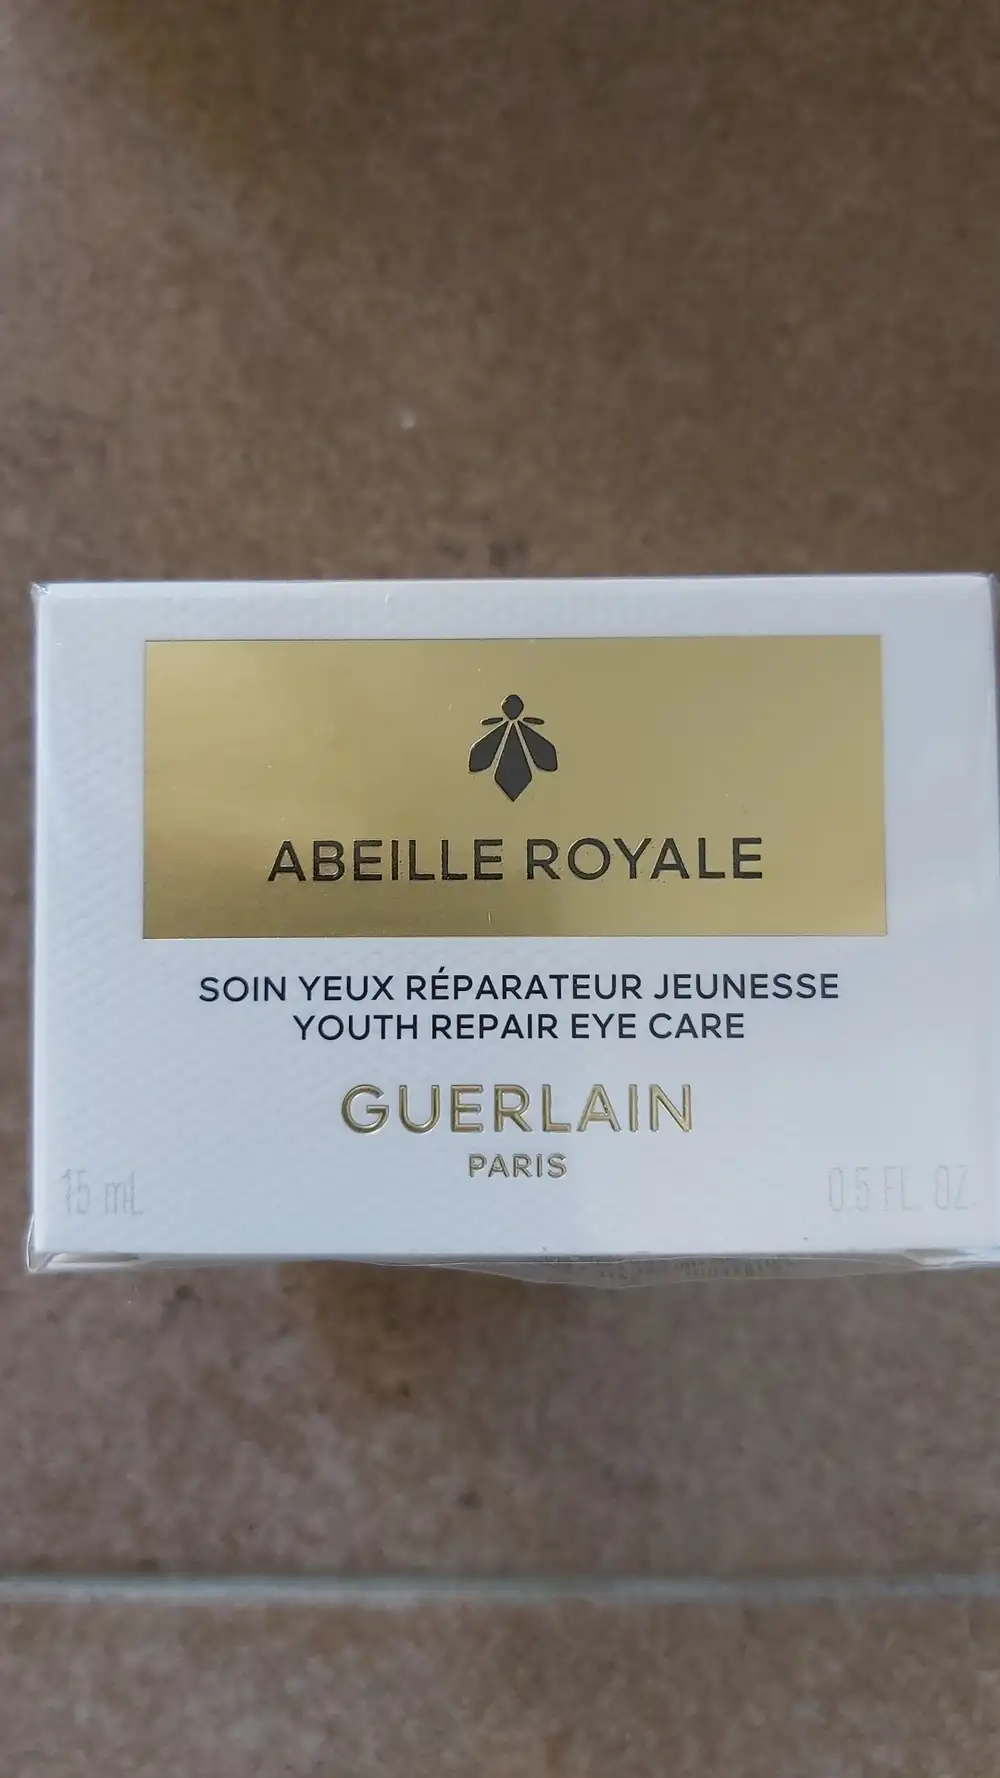 ABEILLE ROYALE
SOIN YEUX RÉPARATEUR JEUNESSE
YOUTH REPAIR EYE CARE
GUERLAIN
PARIS
15 mL
0.5 FL. OZ